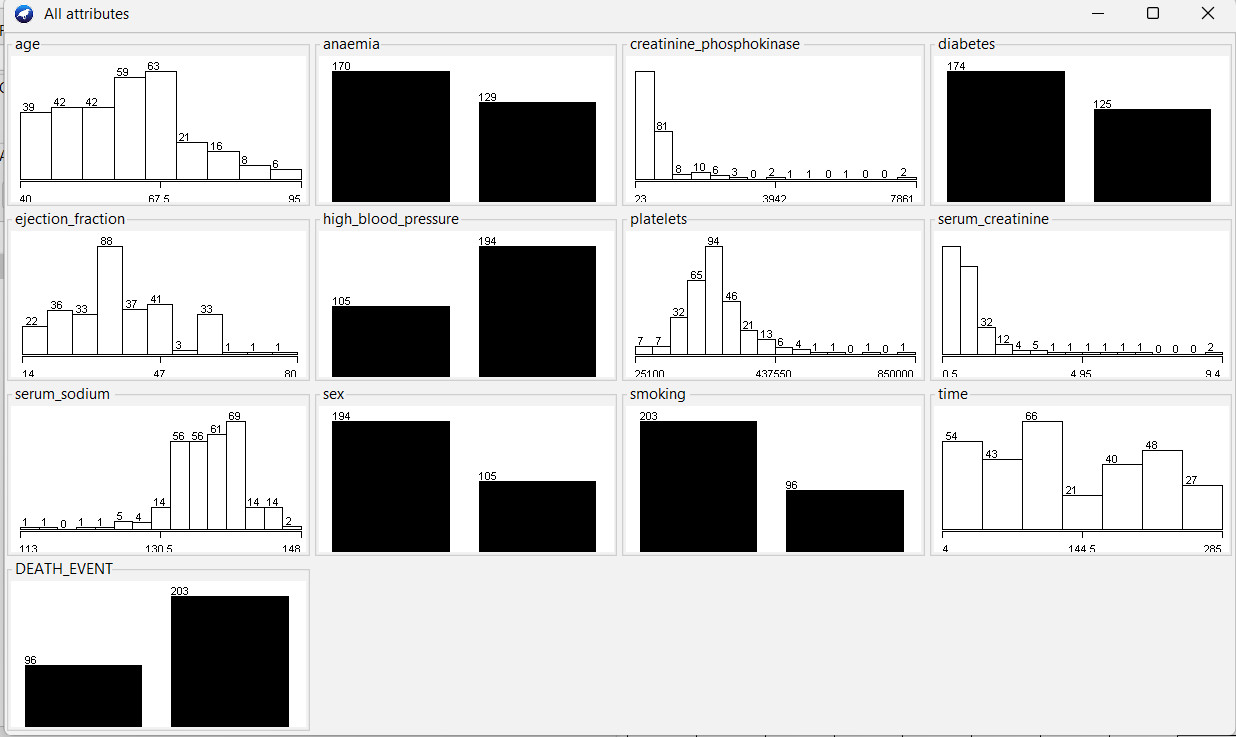 All attributes
age
39 42 42 59 63 21 16 8 6
40 67.5 95
anaemia
170 129
creatinine_phosphokinase
81 8 10 6 3 0 2 1 1 0 1 0 0 2
23 3942 7861
diabetes
174 125
ejection_fraction
22 36 33 88 37 41 3 33 1 1 1
14 47 80
high_blood_pressure
105 194
platelets
7 7 32 65 94 46 21 13 6 4 1 1 0 1 0 1
25100 437550 850000
serum_creatinine
32 12 4 5 1 1 1 1 1 1 0 0 0 2
0.5 4.95 9.4
serum_sodium
1 1 0 1 1 5 4 14 56 56 61 69 14 14 2
113 130.5 148
sex
194 105
smoking
203 96
time
54 43 66 21 40 48 27
4 144.5 285
DEATH_EVENT
96 203